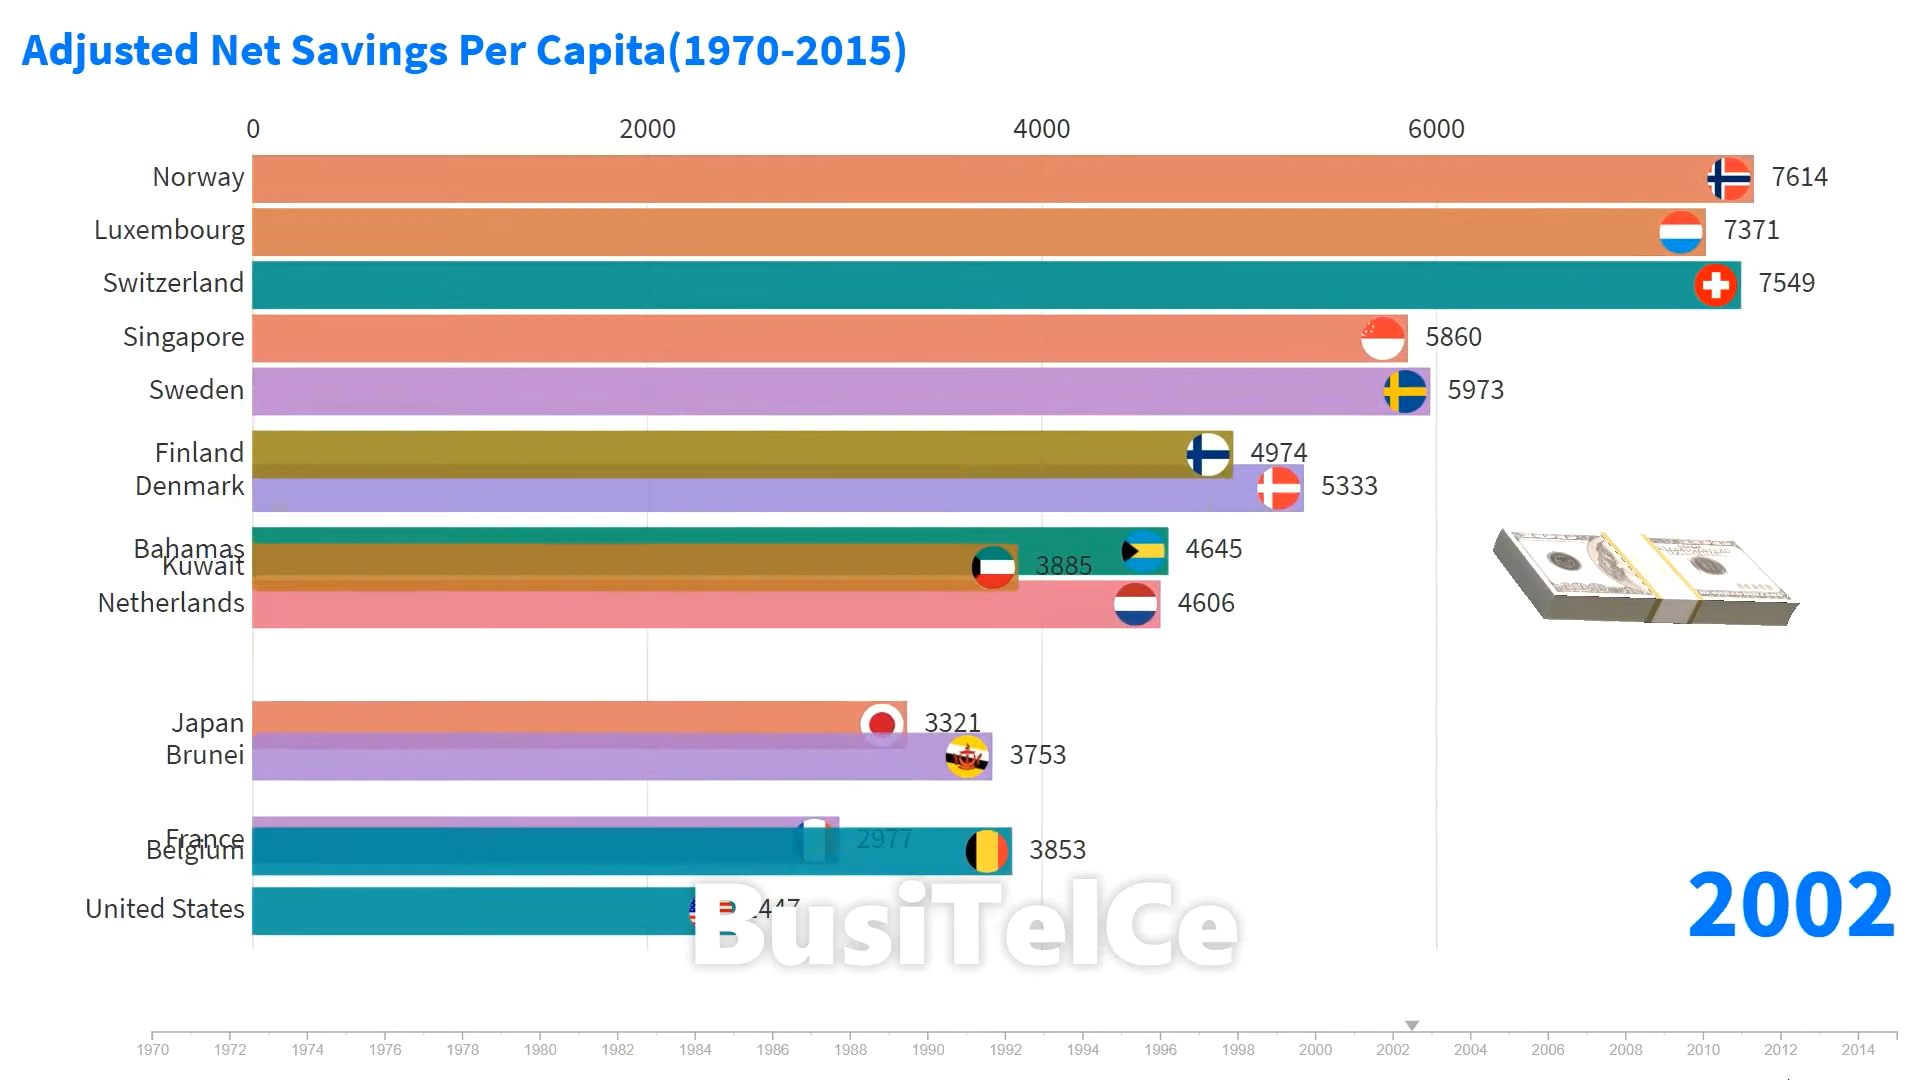 Adjusted Net Savings Per Capita(1970-2015)
0 2000 4000 6000
Norway 7614
Luxembourg 7371
Switzerland 7549
Singapore 5860
Sweden 5973
Finland 4974
Denmark 5333
Bahamas 4645
Kuwait 3885
Netherlands 4606
Japan 3321
Brunei 3753
France 2977
Belgium 3853
United States
BusiTelCe
2002
1970 1972 1974 1976 1978 1980 1982 1984 1986 1988 1990 1992 1994 1996 1998 2000 2002 2004 2006 2008 2010 2012 2014